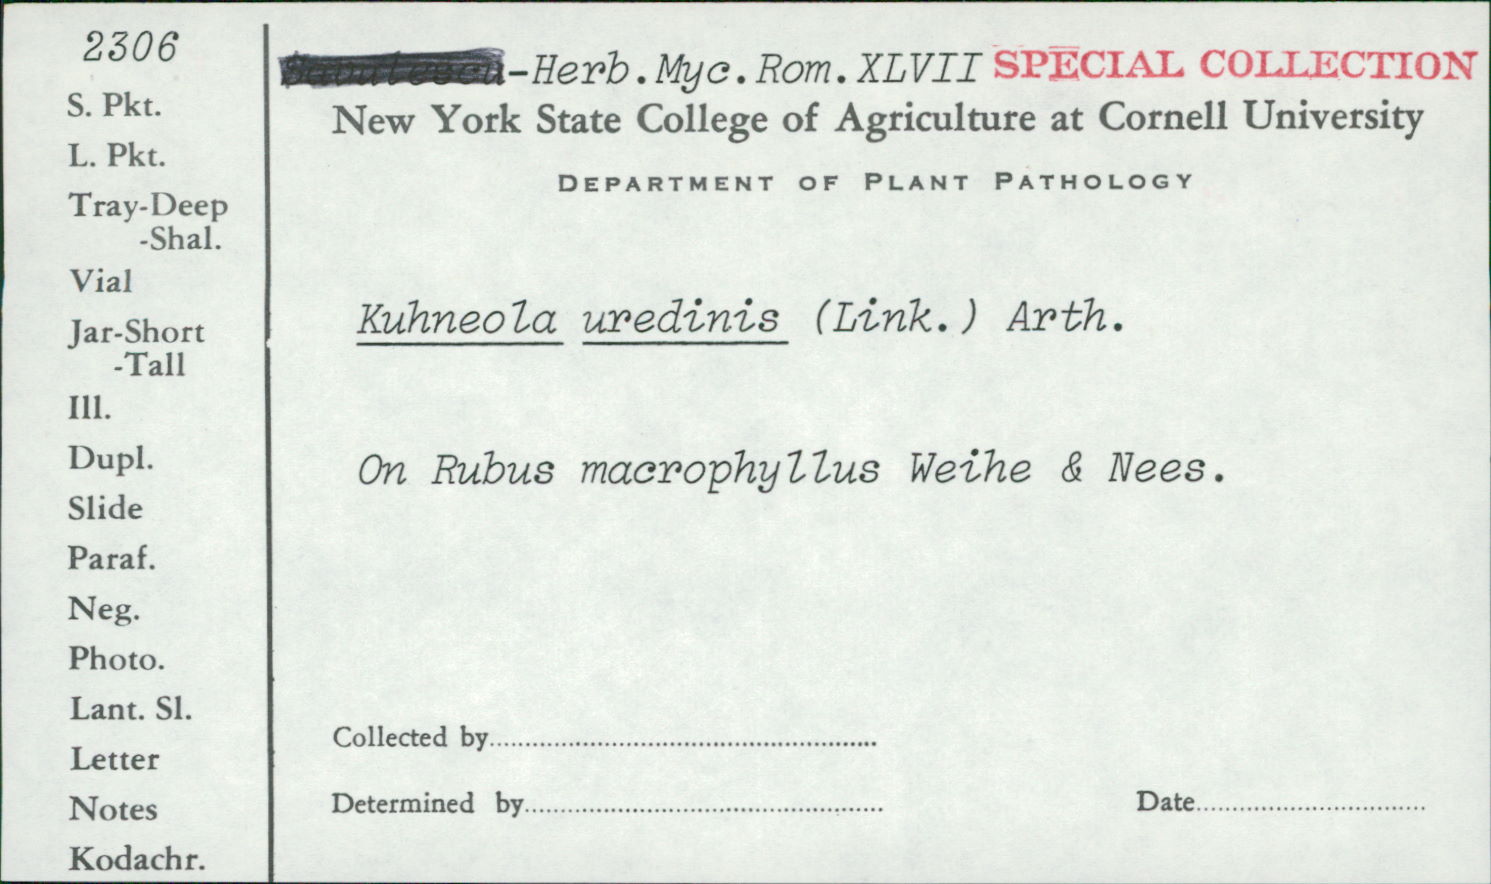 2306
S. Pkt.
L. Pkt.
Tray-Deep
-Shal.
Vial
Jar-Short
-Tall
Ill.
Dupl.
Slide
Paraf.
Neg.
Photo.
Lant. Sl.
Letter
Notes
Kodachr.
-Herb.Myc.Rom.XLVII SPECIAL COLLECTION
New York State College of Agriculture at Cornell University
DEPARTMENT OF PLANT PATHOLOGY
Kuhneola uredinis (Link.) Arth.
On Rubus macrophyllus Weihe & Nees.
Collected by
Determined by
Date